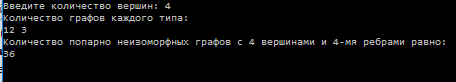 Введите количество вершин: 4
Количество графов каждого типа:
12 3
Количество попарно неизоморфных графов с 4 вершинами и 4-мя ребрами равно:
36